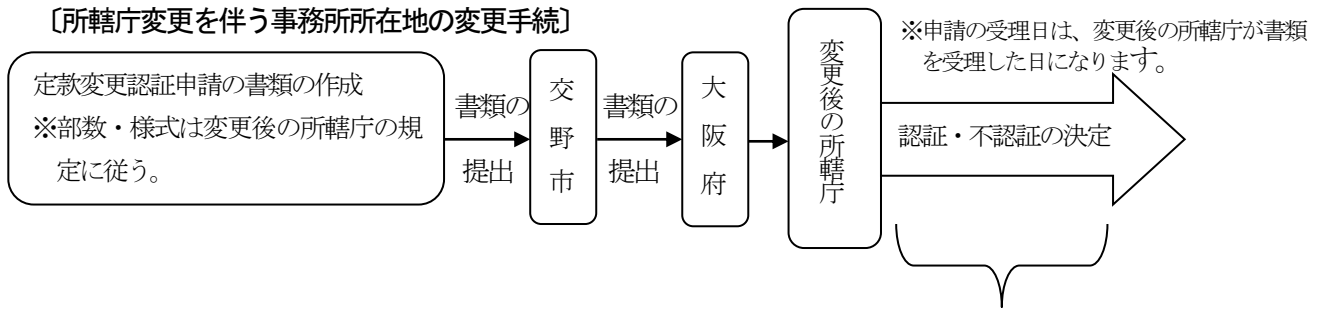 〔所轄庁変更を伴う事務所所在地の変更手続〕
定款変更認証申請の書類の作成
※部数・様式は変更後の所轄庁の規
定に従う。
書類の
提出
交野市
書類の
提出
大阪府
変更後の所轄庁
※申請の受理日は、変更後の所轄庁が書類
を受理した日になります。
認証・不認証の決定